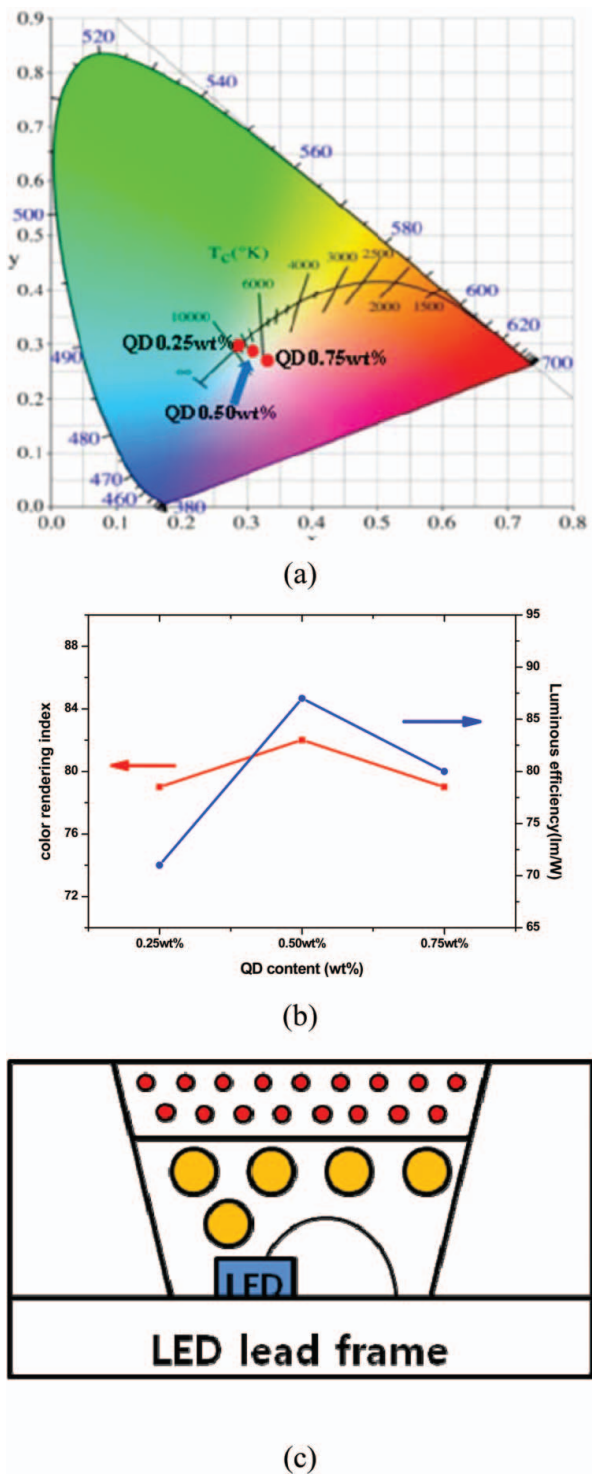 0.9
520
0.8
540
0.7
560
0.6
500
580
0.5
y
T_C(°K)
4000
3000
2500
0.4
6000
600
10000
2000
1500
620
QD 0.25wt%
0.3
490
QD 0.75wt%
700
∞
0.2
QD 0.50wt%
480
0.1
470
460
0.0
380
0.0 0.1 0.2 0.3 0.4 0.5 0.6 0.7 0.8
x
(a)
95
88
90
84
85
80
80
76
75
72
70
65
color rendering index
Luminous efficiency(lm/W)
0.25wt% 0.50wt% 0.75wt%
QD content (wt%)
(b)
LED
LED lead frame
(c)